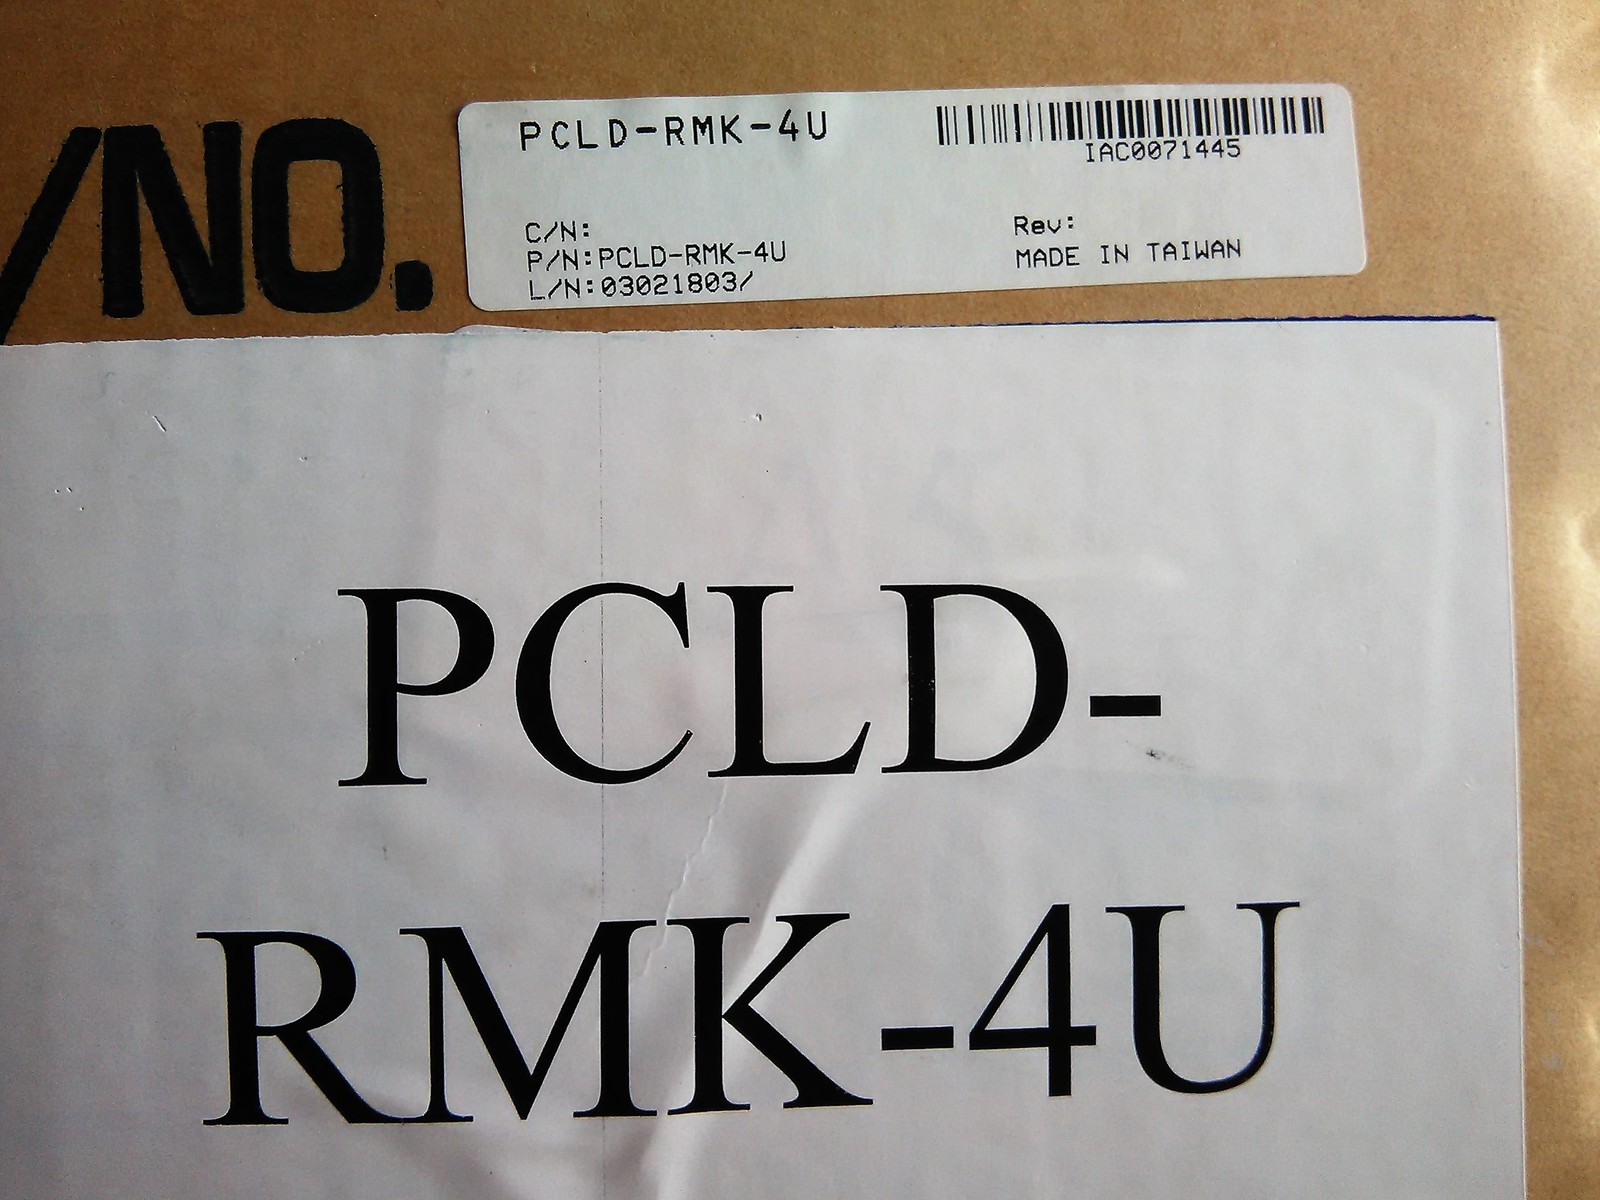 /NO.
PCLD-RMK-4U
IAC0071445
C/N:
P/N:PCLD-RMK-4U
L/N:03021803/
Rev:
MADE IN TAIWAN
PCLD-
RMK-4U